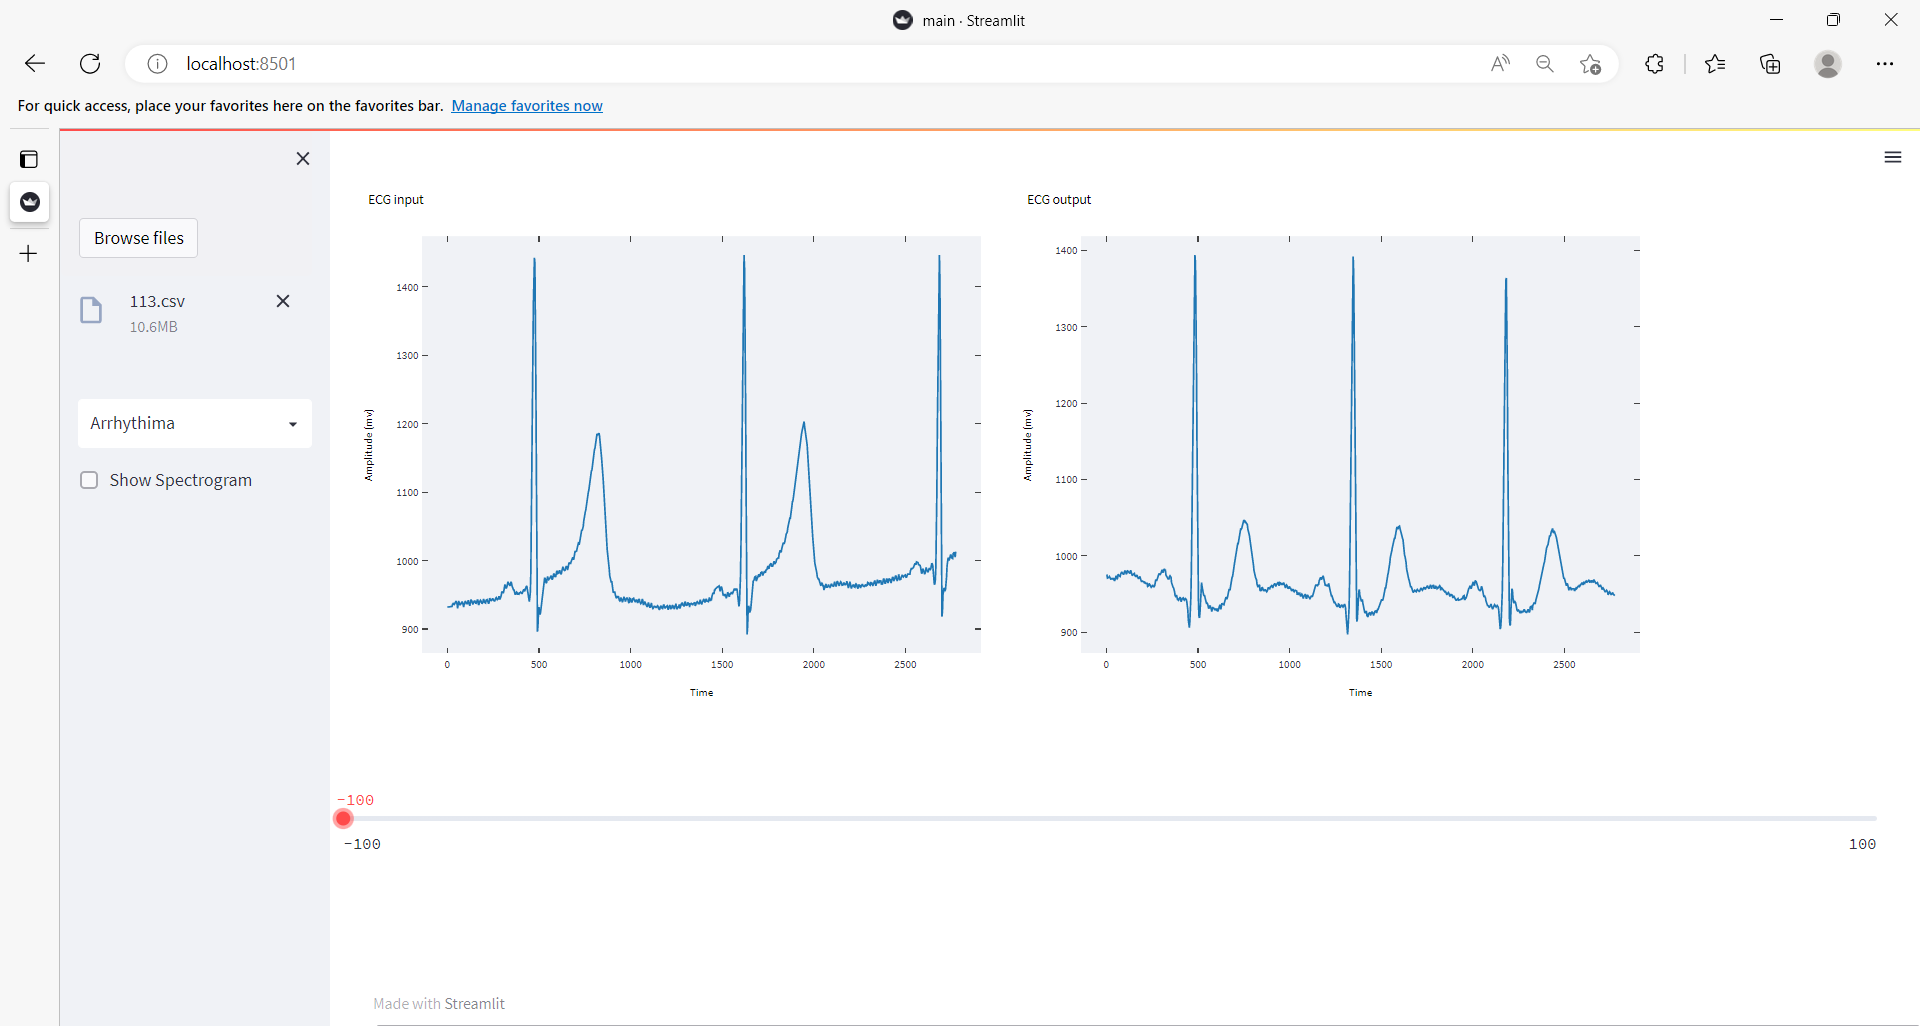 main · Streamlit
localhost:8501
For quick access, place your favorites here on the favorites bar. Manage favorites now
Browse files
113.csv
10.6MB
Arrhythima
Show Spectrogram
ECG input
1400
1300
1200
1100
1000
900
Amplitude (mv)
0 500 1000 1500 2000 2500
Time
ECG output
1400
1300
1200
1100
1000
900
Amplitude (mv)
0 500 1000 1500 2000 2500
Time
-100
-100 100
Made with Streamlit